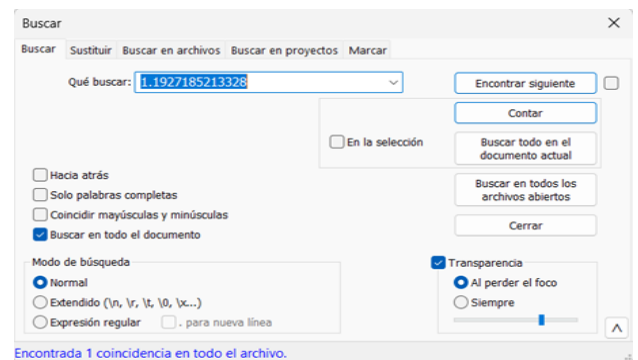 Buscar
Buscar Sustituir Buscar en archivos Buscar en proyectos Marcar
Qué buscar: 1.1927185213328
Encontrar siguiente
Contar
En la selección
Buscar todo en el documento actual
Hacia atrás
Buscar en todos los archivos abiertos
Solo palabras completas
Coincidir mayúsculas y minúsculas
Cerrar
Buscar en todo el documento
Modo de búsqueda
Transparencia
Normal
Al perder el foco
Extendido (\n, \r, \t, \0, \x...)
Siempre
Expresión regular
. para nueva línea
Encontrada 1 coincidencia en todo el archivo.